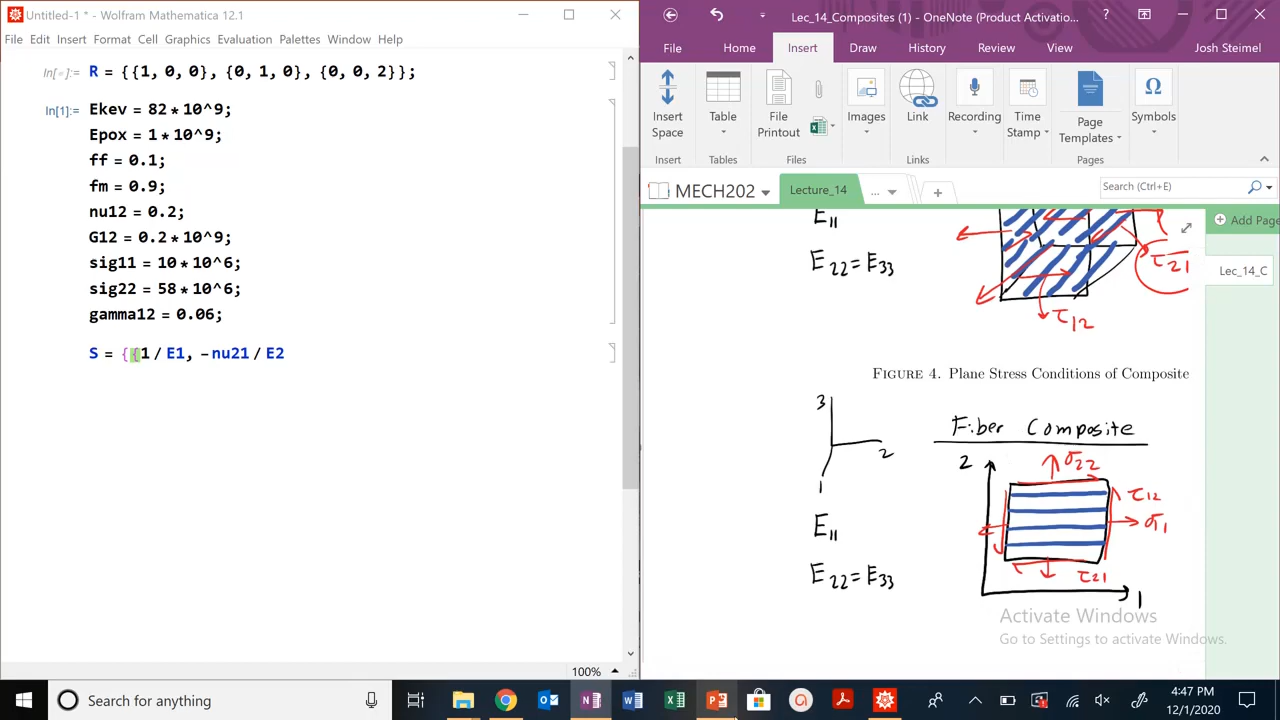 Untitled-1 * - Wolfram Mathematica 12.1
File Edit Insert Format Cell Graphics Evaluation Palettes Window Help
In[∘]:= R = {{1, 0, 0}, {0, 1, 0}, {0, 0, 2}};
In[1]:= Ekev = 82 * 10^9;
Epox = 1 * 10^9;
ff = 0.1;
fm = 0.9;
nu12 = 0.2;
G12 = 0.2 * 10^9;
sig11 = 10 * 10^6;
sig22 = 58 * 10^6;
gamma12 = 0.06;
S = {{1 / E1, -nu21 / E2
100%
Lec_14_Composites (1) - OneNote (Product Activatio...
File Home Insert Draw History Review View Josh Steimel
Insert Space
Table
File Printout
Images
Link
Recording
Time Stamp
Page Templates
Symbols
Insert Tables Files Links Pages
MECH202 Lecture_14 ... Search (Ctrl+E)
Add Page
Lec_14_C
E11
E22 = E33
τ21
τ12
Figure 4. Plane Stress Conditions of Composite
Fiber Composite
3
2
1
E11
E22 = E33
2
σ22
τ12
σ1
τ21
1
Activate Windows
Go to Settings to activate Windows.
Search for anything
4:47 PM
12/1/2020